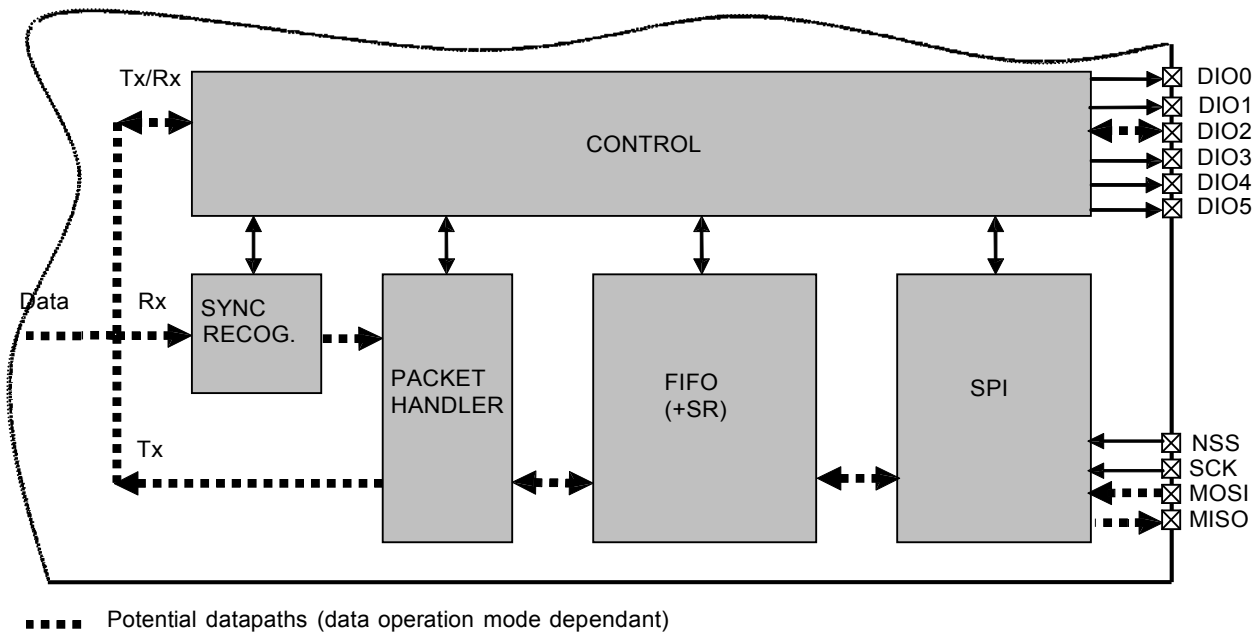 Tx/Rx
CONTROL
DIO0
DIO1
DIO2
DIO3
DIO4
DIO5
Data
Rx
SYNC
RECOG.
PACKET
HANDLER
FIFO
(+SR)
SPI
Tx
NSS
SCK
MOSI
MISO
Potential datapaths (data operation mode dependant)